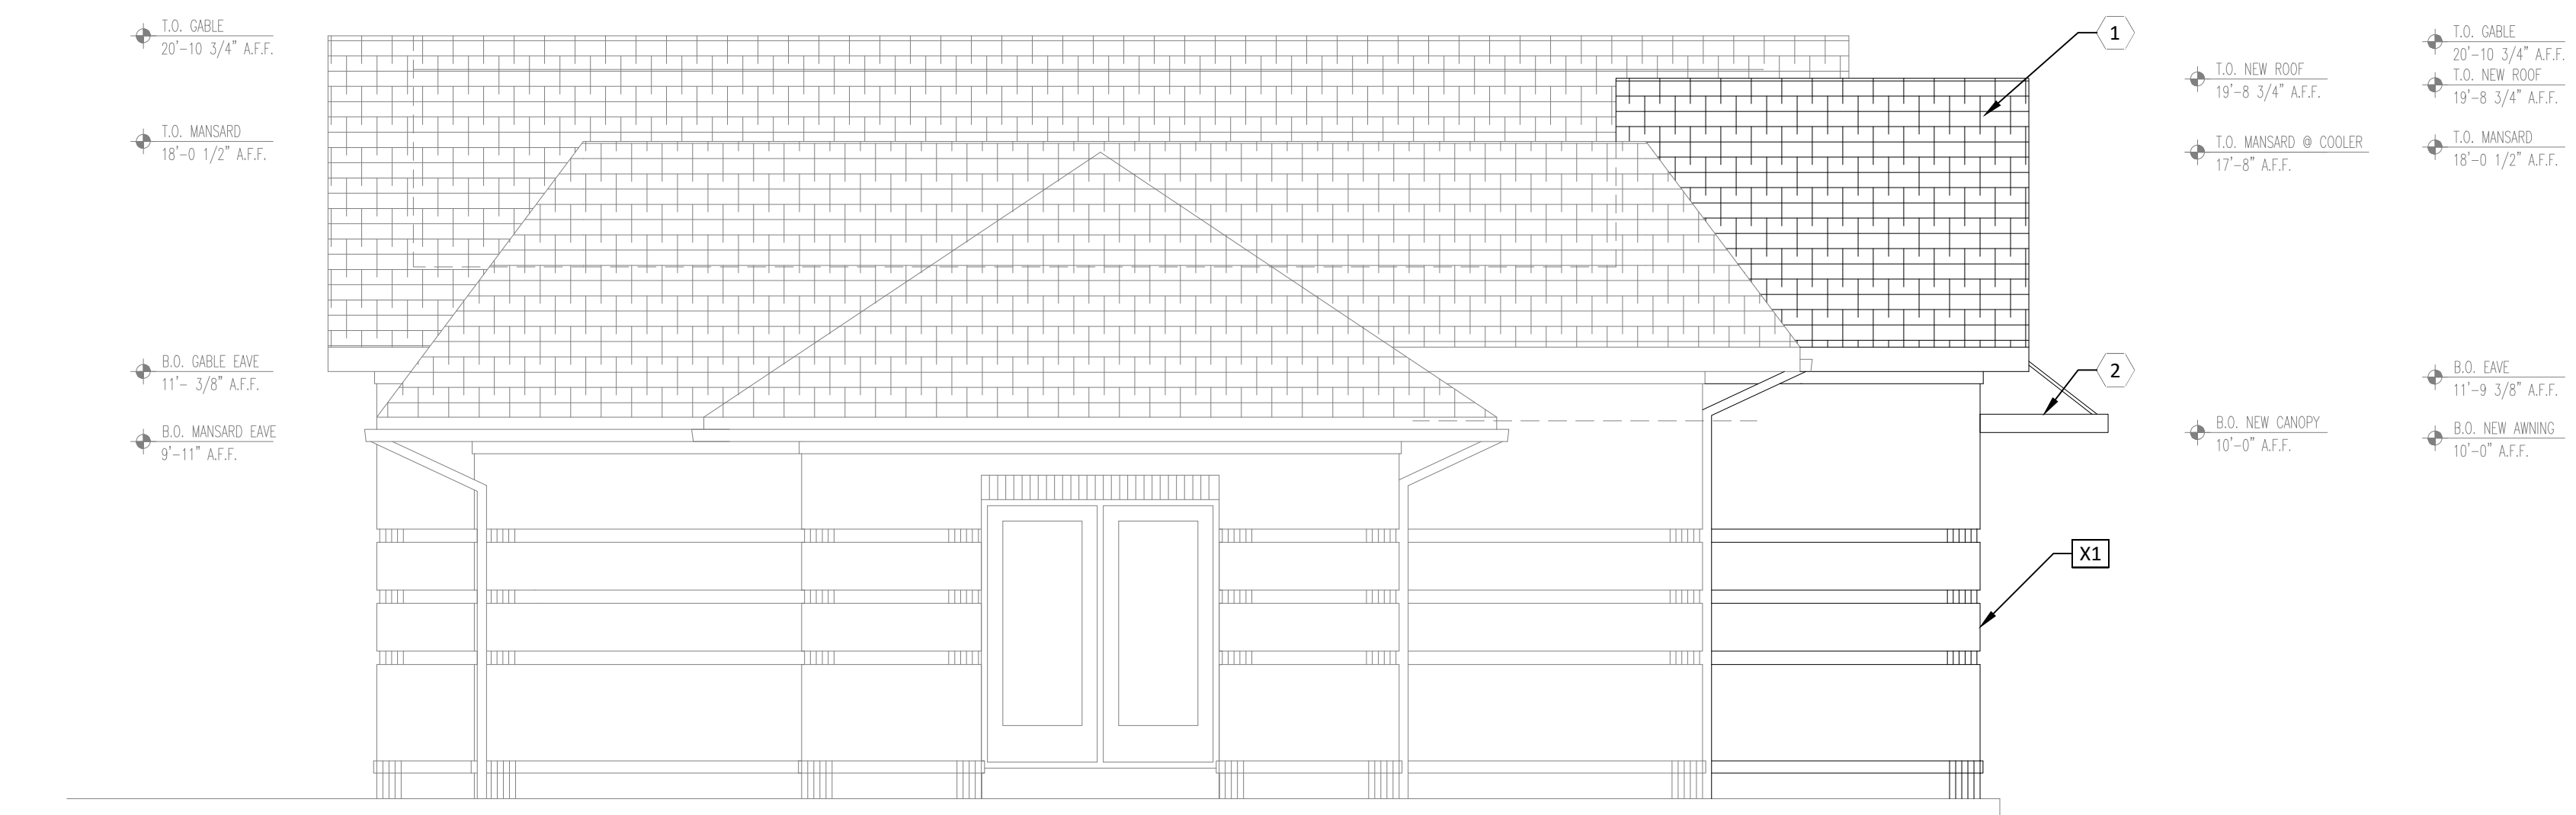 T.O. GABLE
20'-10 3/4" A.F.F.
T.O. MANSARD
18'-0 1/2" A.F.F.
B.O. GABLE EAVE
11'- 3/8" A.F.F.
B.O. MANSARD EAVE
9'-11" A.F.F.
1
2
X1
T.O. NEW ROOF
19'-8 3/4" A.F.F.
T.O. MANSARD @ COOLER
17'-8" A.F.F.
B.O. NEW CANOPY
10'-0" A.F.F.
T.O. GABLE
20'-10 3/4" A.F.F.
T.O. NEW ROOF
19'-8 3/4" A.F.F.
T.O. MANSARD
18'-0 1/2" A.F.F.
B.O. EAVE
11'-9 3/8" A.F.F.
B.O. NEW AWNING
10'-0" A.F.F.